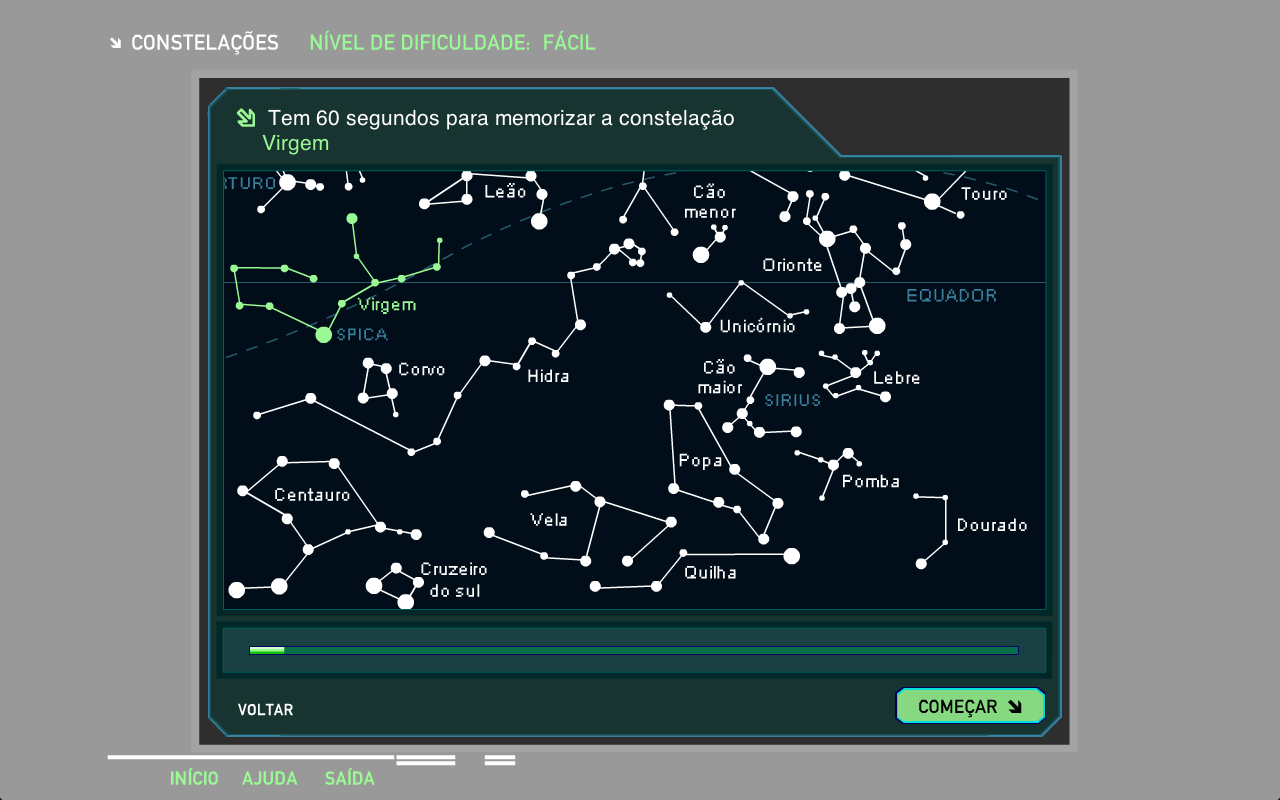 CONSTELAÇÕES NÍVEL DE DIFICULDADE: FÁCIL
Tem 60 segundos para memorizar a constelação
Virgem
RTURO
Leão
Cão
menor
Touro
Orionte
EQUADOR
Virgem
SPICA
Unicórnio
Corvo
Hidra
Cão
maior
SIRIUS
Lebre
Popa
Pomba
Centauro
Vela
Dourado
Cruzeiro
do sul
Quilha
VOLTAR
COMEÇAR
INÍCIO AJUDA SAÍDA